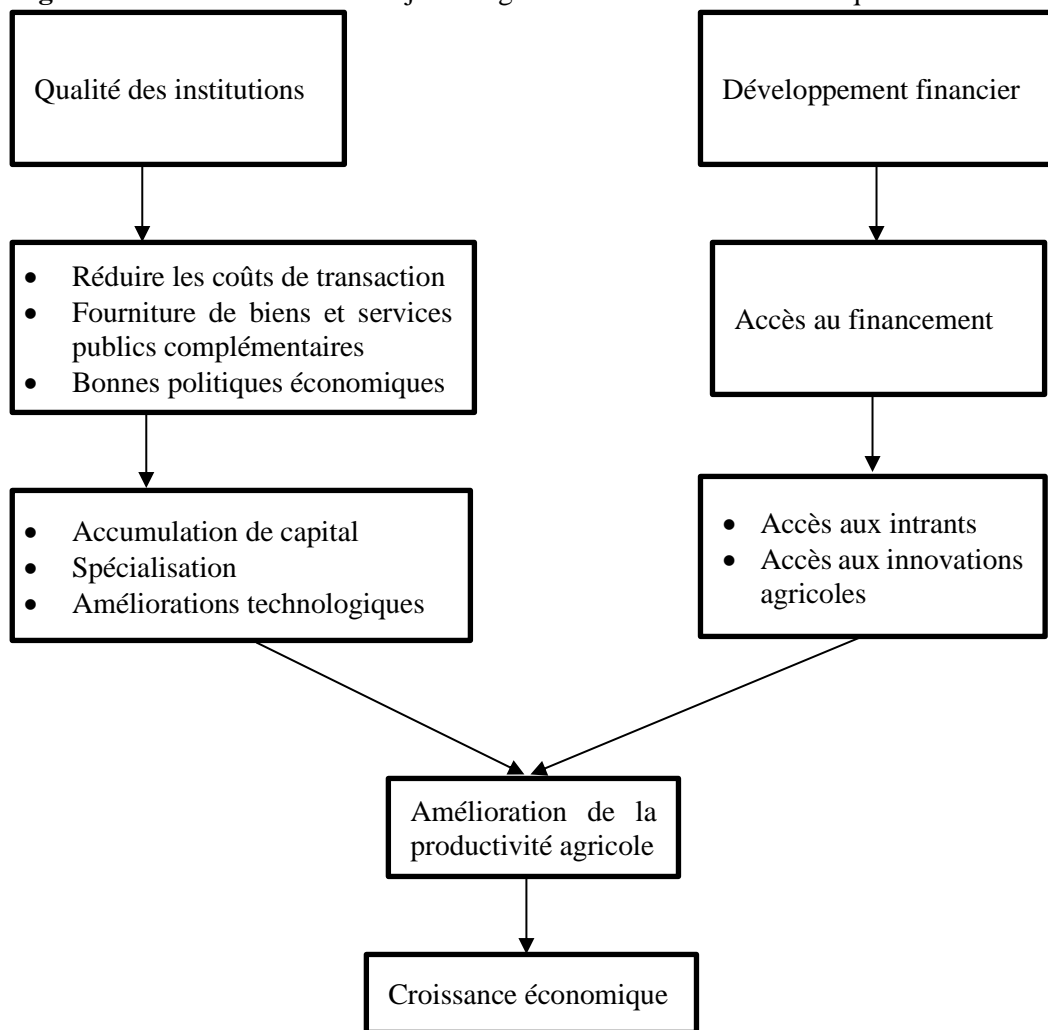 Qualité des institutions
Développement financier
• Réduire les coûts de transaction
• Fourniture de biens et services
publics complémentaires
• Bonnes politiques économiques
Accès au financement
• Accumulation de capital
• Spécialisation
• Améliorations technologiques
• Accès aux intrants
• Accès aux innovations
agricoles
Amélioration de la
productivité agricole
Croissance économique